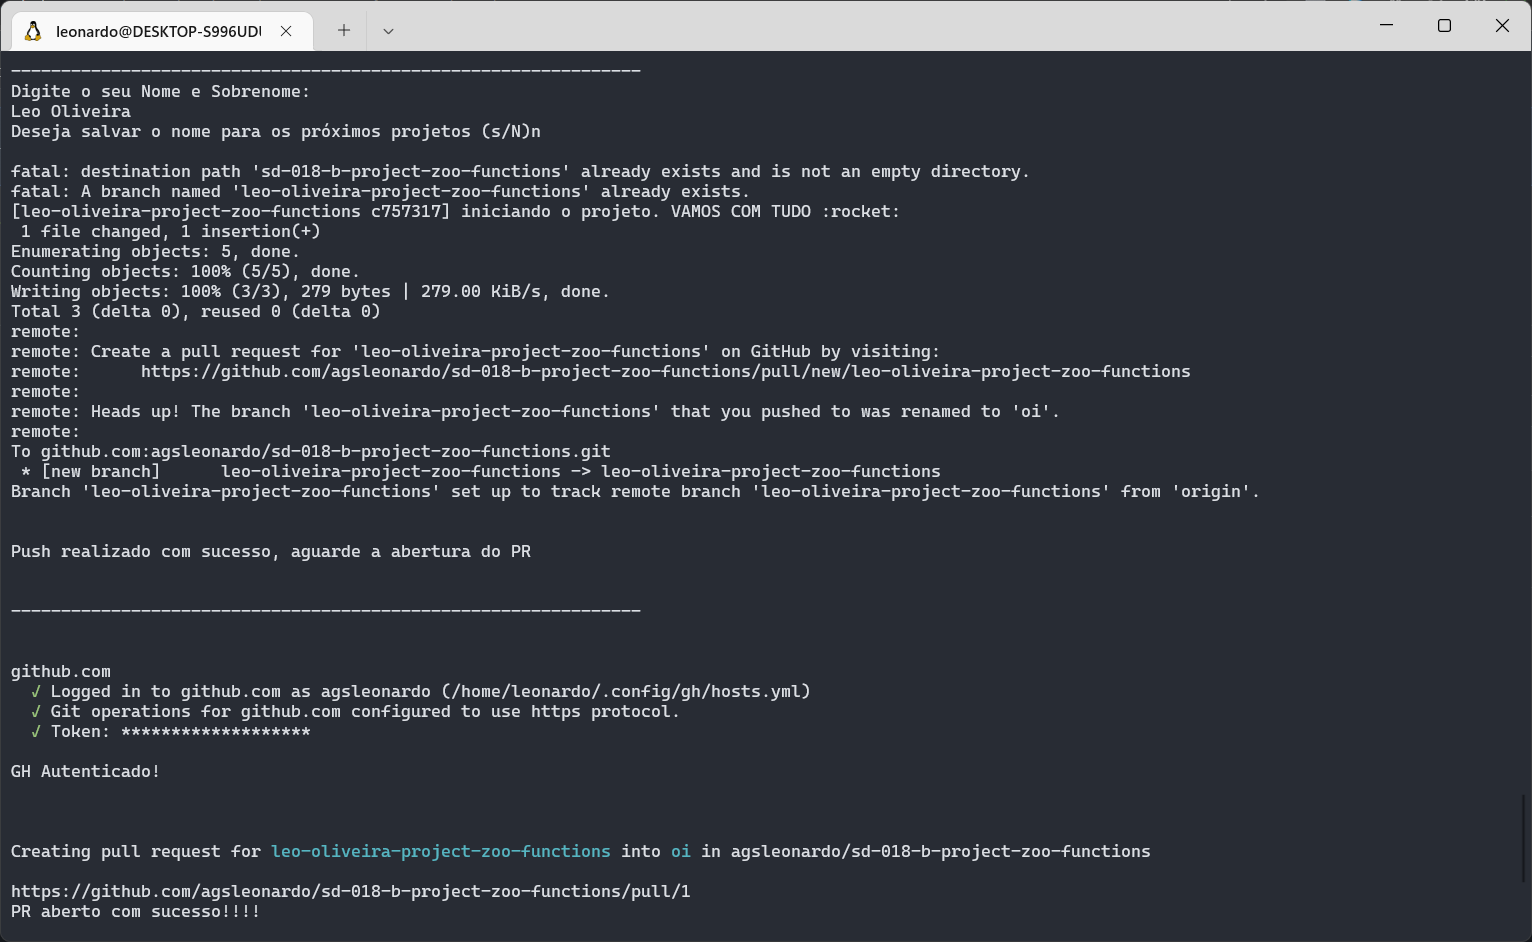 leonardo@DESKTOP-S996UDU
---------------------------------------------------------------
Digite o seu Nome e Sobrenome:
Leo Oliveira
Deseja salvar o nome para os próximos projetos (s/N)n
fatal: destination path 'sd-018-b-project-zoo-functions' already exists and is not an empty directory.
fatal: A branch named 'leo-oliveira-project-zoo-functions' already exists.
[leo-oliveira-project-zoo-functions c757317] iniciando o projeto. VAMOS COM TUDO :rocket:
1 file changed, 1 insertion(+)
Enumerating objects: 5, done.
Counting objects: 100% (5/5), done.
Writing objects: 100% (3/3), 279 bytes | 279.00 KiB/s, done.
Total 3 (delta 0), reused 0 (delta 0)
remote:
remote: Create a pull request for 'leo-oliveira-project-zoo-functions' on GitHub by visiting:
remote:      https://github.com/agsleonardo/sd-018-b-project-zoo-functions/pull/new/leo-oliveira-project-zoo-functions
remote:
remote: Heads up! The branch 'leo-oliveira-project-zoo-functions' that you pushed to was renamed to 'oi'.
remote:
To github.com:agsleonardo/sd-018-b-project-zoo-functions.git
* [new branch]      leo-oliveira-project-zoo-functions -> leo-oliveira-project-zoo-functions
Branch 'leo-oliveira-project-zoo-functions' set up to track remote branch 'leo-oliveira-project-zoo-functions' from 'origin'.
Push realizado com sucesso, aguarde a abertura do PR
---------------------------------------------------------------
github.com
✓ Logged in to github.com as agsleonardo (/home/leonardo/.config/gh/hosts.yml)
✓ Git operations for github.com configured to use https protocol.
✓ Token: *******************
GH Autenticado!
Creating pull request for leo-oliveira-project-zoo-functions into oi in agsleonardo/sd-018-b-project-zoo-functions
https://github.com/agsleonardo/sd-018-b-project-zoo-functions/pull/1
PR aberto com sucesso!!!!